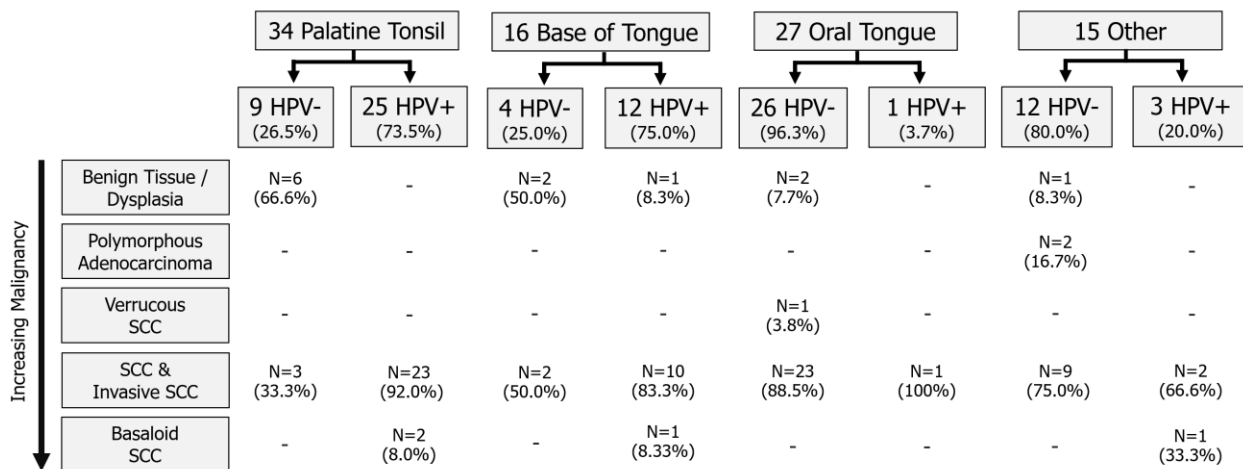 34 Palatine Tonsil 16 Base of Tongue 27 Oral Tongue 15 Other
9 HPV- 25 HPV+ 4 HPV- 12 HPV+ 26 HPV- 1 HPV+ 12 HPV- 3 HPV+
(26.5%) (73.5%) (25.0%) (75.0%) (96.3%) (3.7%) (80.0%) (20.0%)
Increasing Malignancy
Benign Tissue / N=6 N=2 N=1 N=2 N=1
Dysplasia (66.6%) - (50.0%) (8.3%) (7.7%) - (8.3%) -
Polymorphous N=2
Adenocarcinoma - - - - - - (16.7%) -
Verrucous N=1
SCC - - - - (3.8%) - - -
SCC & N=3 N=23 N=2 N=10 N=23 N=1 N=9 N=2
Invasive SCC (33.3%) (92.0%) (50.0%) (83.3%) (88.5%) (100%) (75.0%) (66.6%)
Basaloid N=2 N=1 N=1
SCC - (8.0%) - (8.33%) - - - (33.3%)